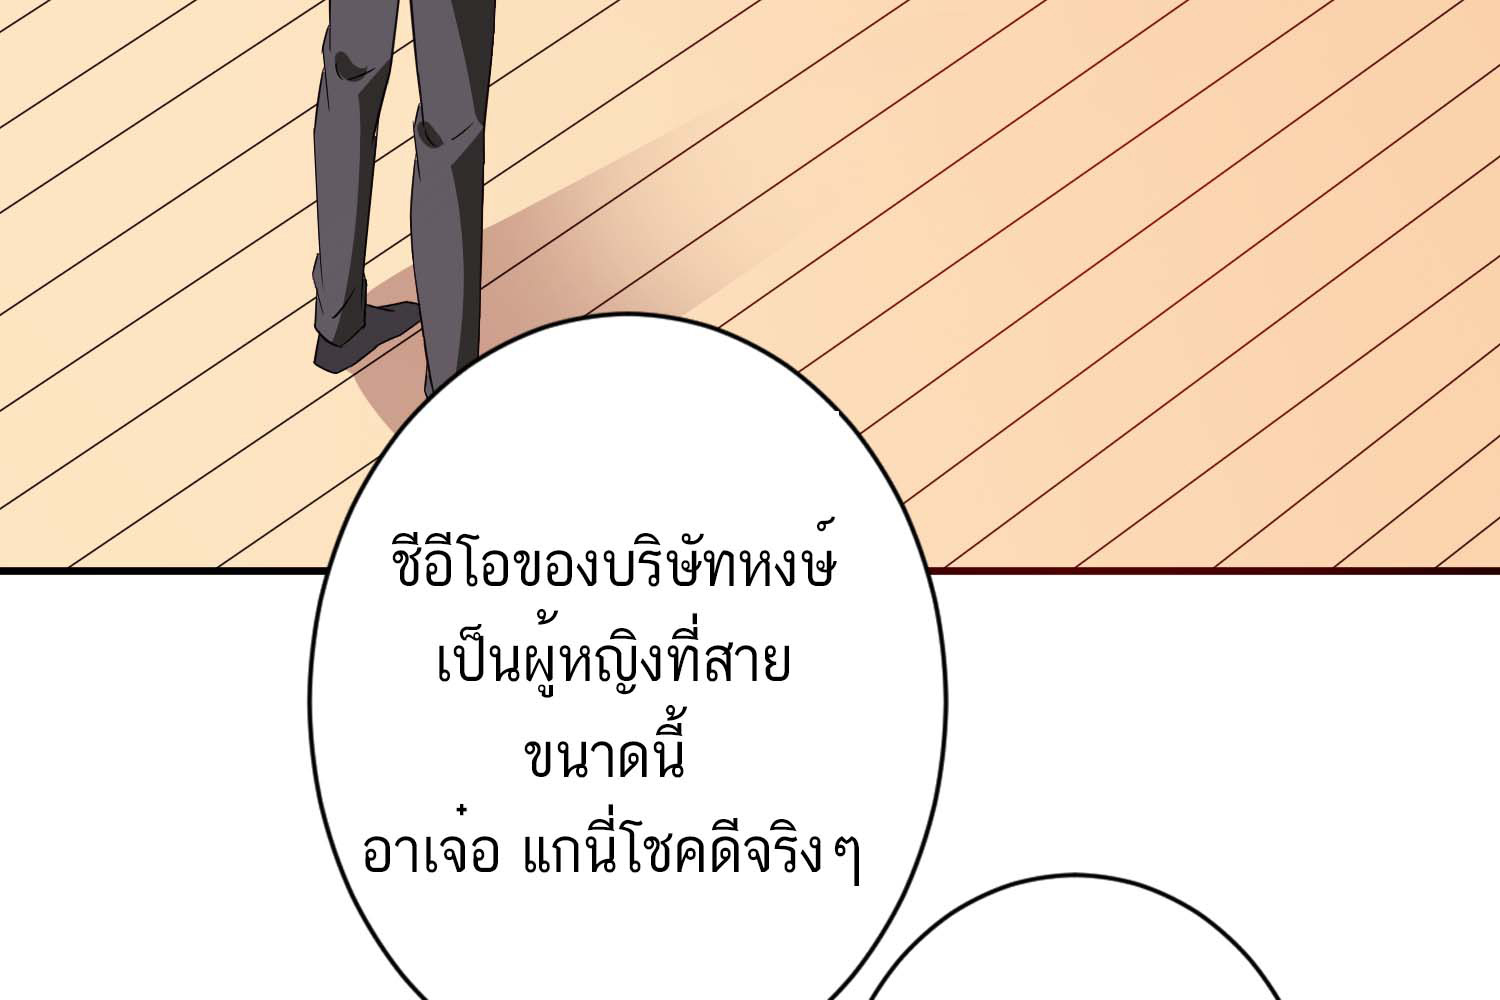 ชีอีโอของบริษัทหงษ์
เป็นผู้หญิงที่สาย
ขนาดนี้
อาเจ๋อ แกนี่โชคดีจริงๆ